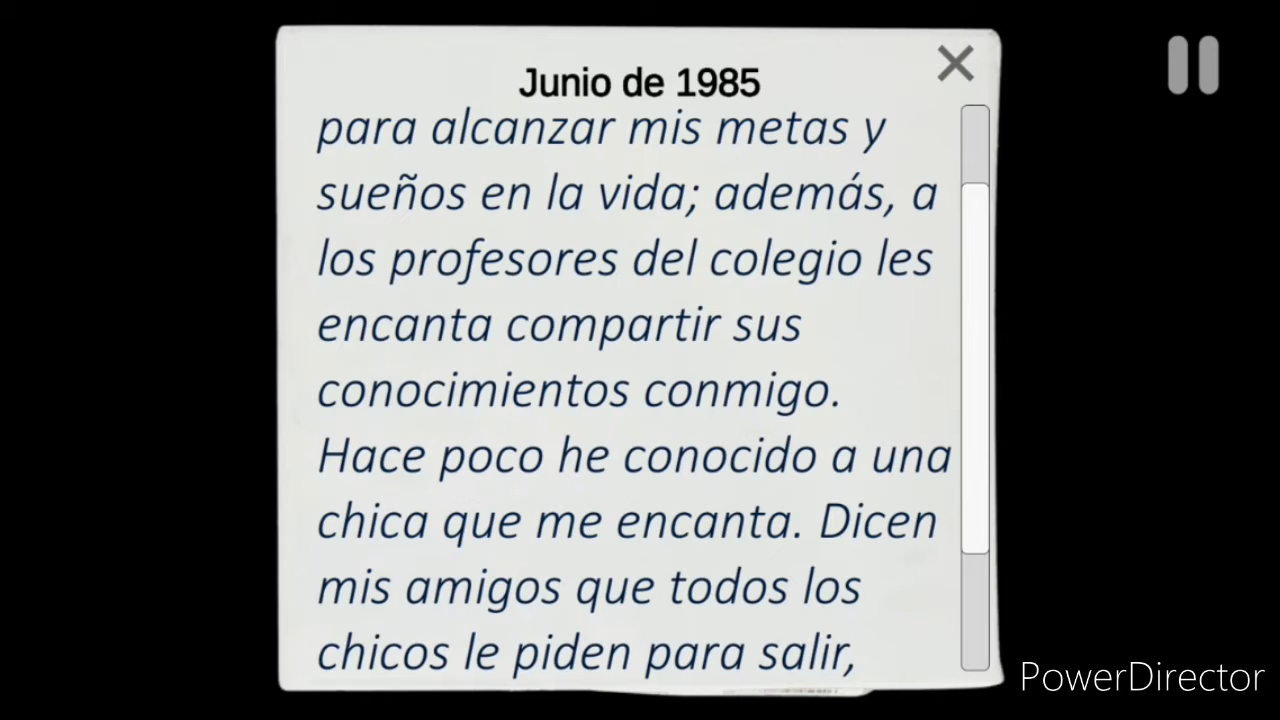 Junio de 1985
para alcanzar mis metas y
sueños en la vida; además, a
los profesores del colegio les
encanta compartir sus
conocimientos conmigo.
Hace poco he conocido a una
chica que me encanta. Dicen
mis amigos que todos los
chicos le piden para salir,
PowerDirector